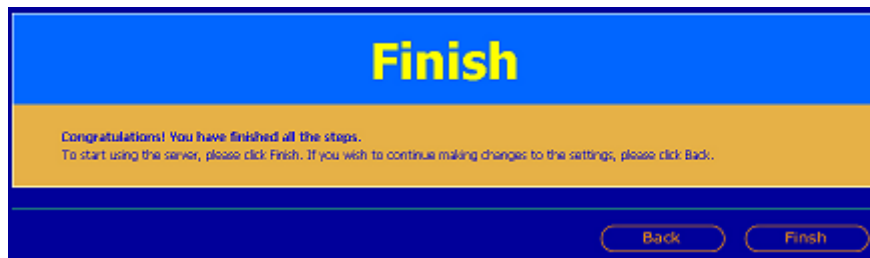 Finish
Congratulations! You have finished all the steps.
To start using the server, please click Finish. If you wish to continue making changes to the settings, please click Back.
Back
Finsh